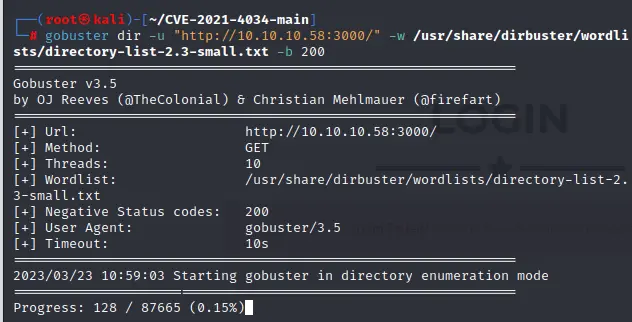 ┌──(root㉿kali)-[~/CVE-2021-4034-main]
└─# gobuster dir -u "http://10.10.10.58:3000/" -w /usr/share/dirbuster/wordli
sts/directory-list-2.3-small.txt -b 200
===============================================================
Gobuster v3.5
by OJ Reeves (@TheColonial) & Christian Mehlmauer (@firefart)
===============================================================
[+] Url:                     http://10.10.10.58:3000/
[+] Method:                  GET
[+] Threads:                 10
[+] Wordlist:                /usr/share/dirbuster/wordlists/directory-list-2.
3-small.txt
[+] Negative Status codes:   200
[+] User Agent:              gobuster/3.5
[+] Timeout:                 10s
===============================================================
2023/03/23 10:59:03 Starting gobuster in directory enumeration mode
===============================================================
Progress: 128 / 87665 (0.15%)
LOGIN